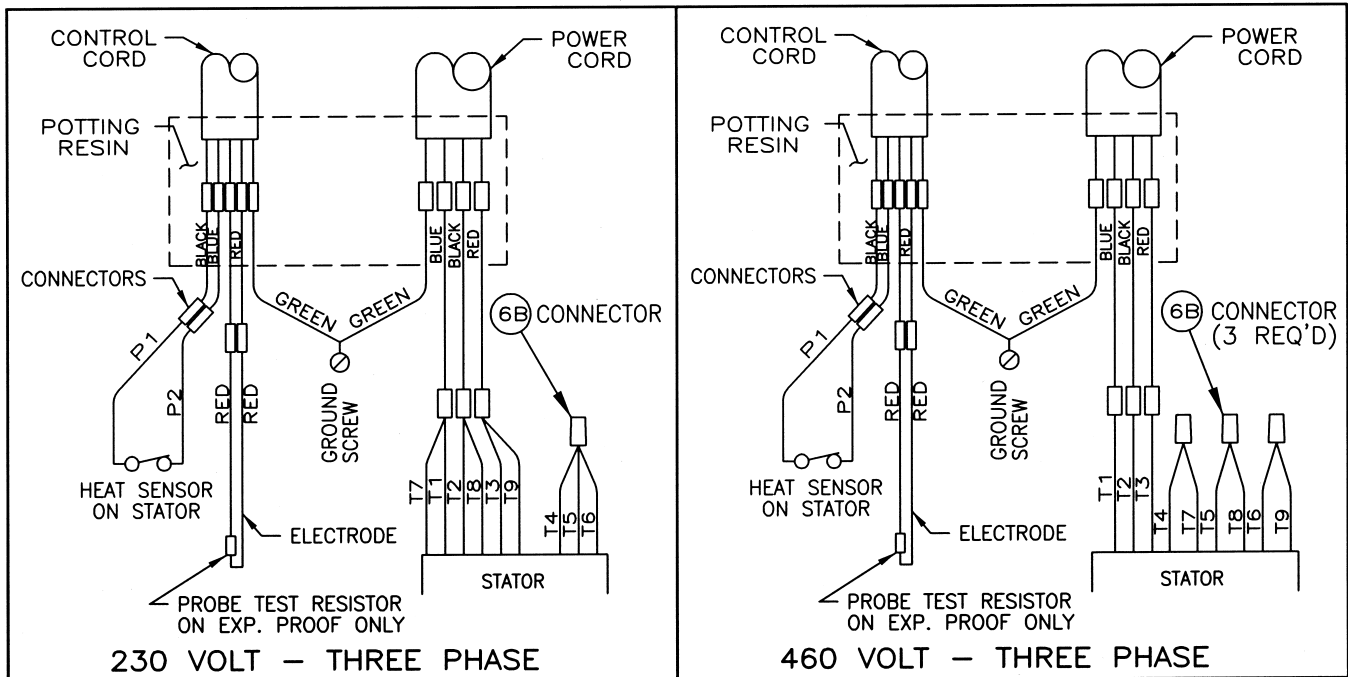 CONTROL
CORD
POWER
CORD
POTTING
RESIN
BLACK
BLUE
RED
BLUE
BLACK
RED
CONNECTORS
GREEN
GREEN
6B CONNECTOR
P1
P2
RED
RED
GROUND
SCREW
HEAT SENSOR
ON STATOR
T7
T1
T2
T8
T3
T9
T4
T5
T6
ELECTRODE
STATOR
PROBE TEST RESISTOR
ON EXP. PROOF ONLY
230 VOLT – THREE PHASE
CONTROL
CORD
POWER
CORD
POTTING
RESIN
BLACK
BLUE
RED
BLUE
BLACK
RED
CONNECTORS
GREEN
GREEN
6B CONNECTOR
(3 REQ'D)
P1
P2
RED
RED
GROUND
SCREW
HEAT SENSOR
ON STATOR
T1
T2
T3
T4
T7
T5
T8
T6
T9
ELECTRODE
STATOR
PROBE TEST RESISTOR
ON EXP. PROOF ONLY
460 VOLT – THREE PHASE